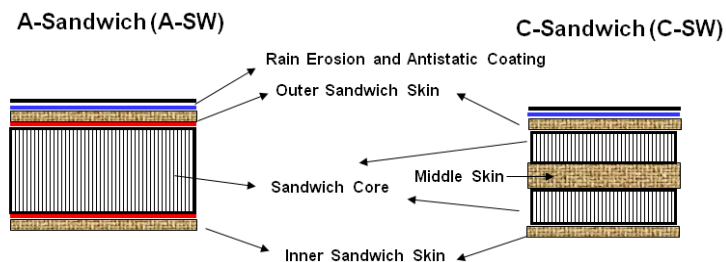 A-Sandwich (A-SW)
C-Sandwich (C-SW)
Rain Erosion and Antistatic Coating
Outer Sandwich Skin
Middle Skin
Sandwich Core
Inner Sandwich Skin